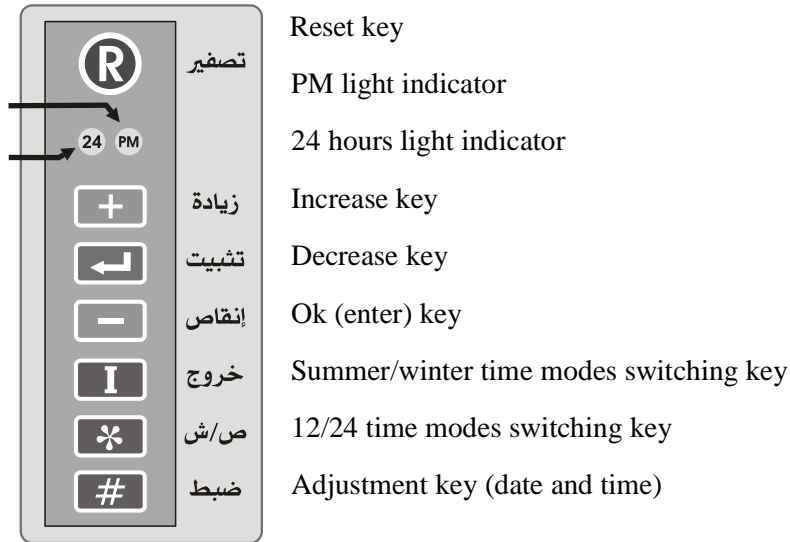 Reset key
R تصفير
PM light indicator
24 PM
24 hours light indicator
+ زيادة
Increase key
تثبيت
Decrease key
- إنقاص
Ok (enter) key
I خروج
Summer/winter time modes switching key
* ص/ش
12/24 time modes switching key
# ضبط
Adjustment key (date and time)